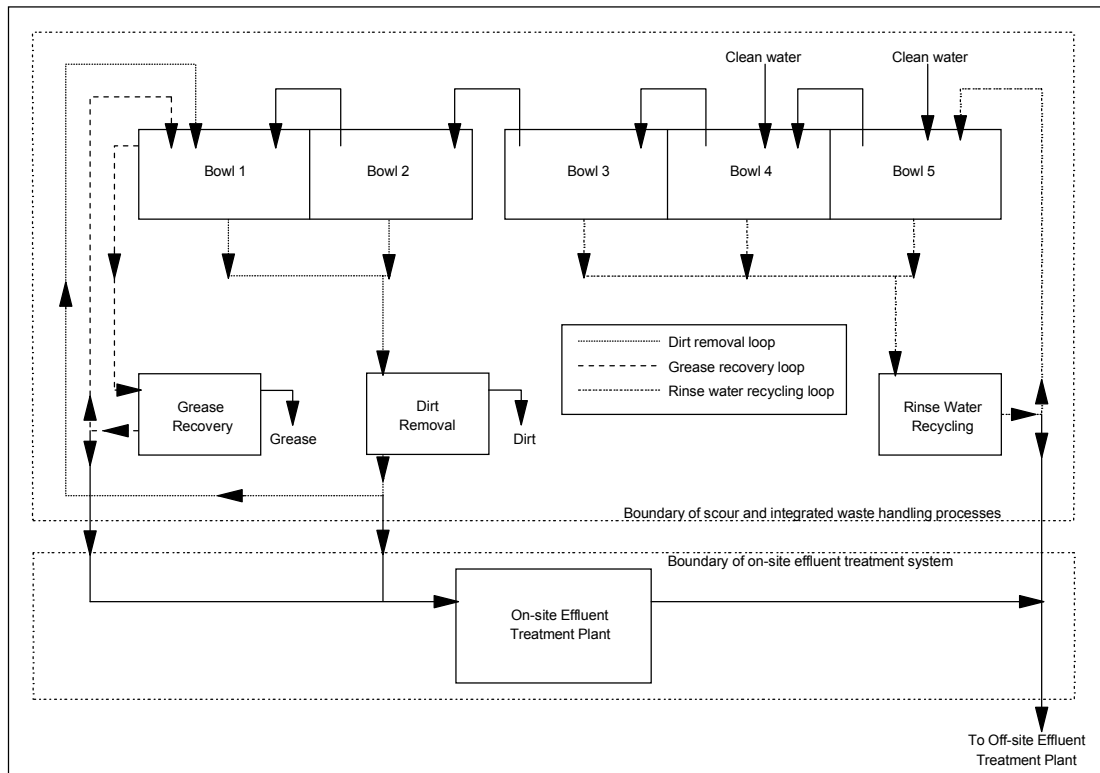 Clean water
Clean water
Bowl 1
Bowl 2
Bowl 3
Bowl 4
Bowl 5
Dirt removal loop
Grease recovery loop
Rinse water recycling loop
Grease
Recovery
Grease
Dirt
Removal
Dirt
Rinse Water
Recycling
Boundary of scour and integrated waste handling processes
Boundary of on-site effluent treatment system
On-site Effluent
Treatment Plant
To Off-site Effluent
Treatment Plant